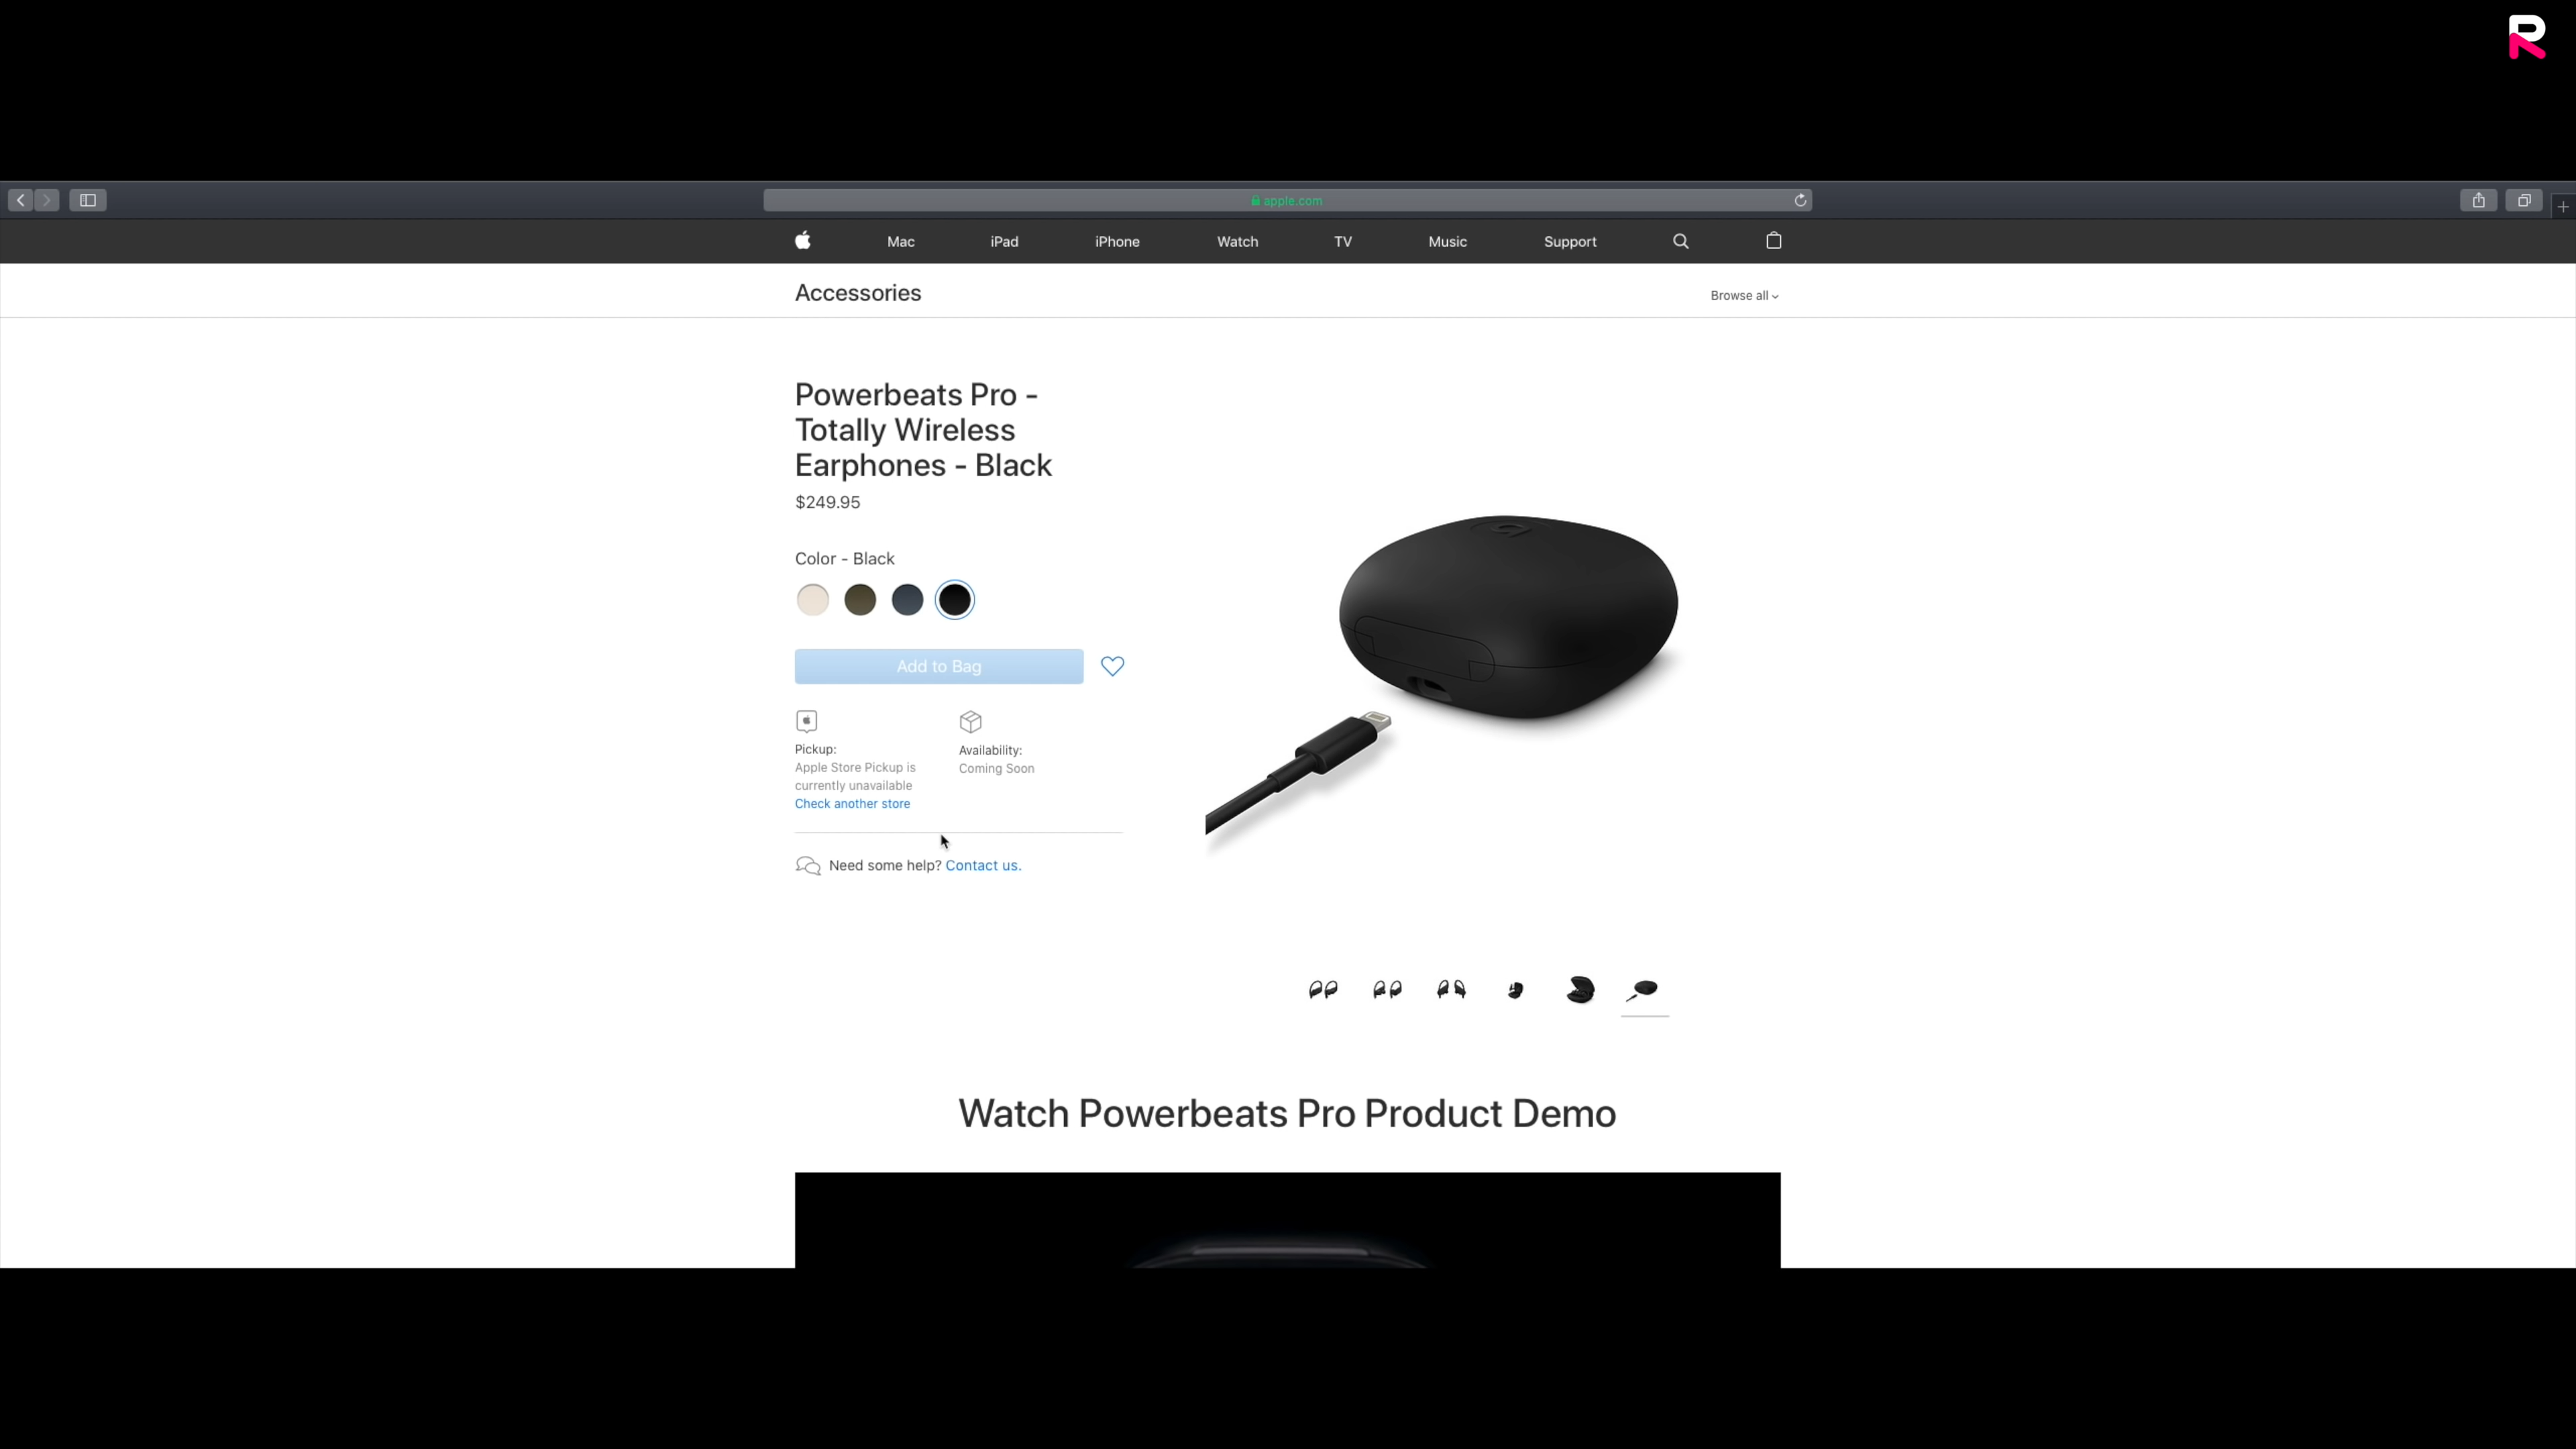 apple.com
Mac
iPad
iPhone
Watch
TV
Music
Support
Accessories
Browse all
Powerbeats Pro -
Totally Wireless
Earphones - Black
$249.95
Color - Black
Add to Bag
Pickup:
Apple Store Pickup is
currently unavailable
Check another store
Availability:
Coming Soon
Need some help? Contact us.
Watch Powerbeats Pro Product Demo